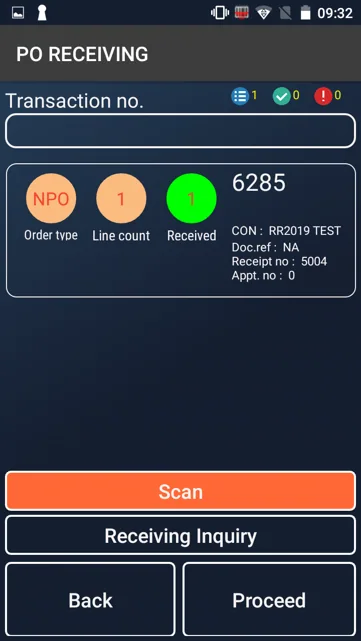 09:32
PO RECEIVING
Transaction no.
1
0
0
NPO
1
1
6285
Order type
Line count
Received
CON : RR2019 TEST
Doc.ref : NA
Receipt no : 5004
Appt. no : 0
Scan
Receiving Inquiry
Back
Proceed